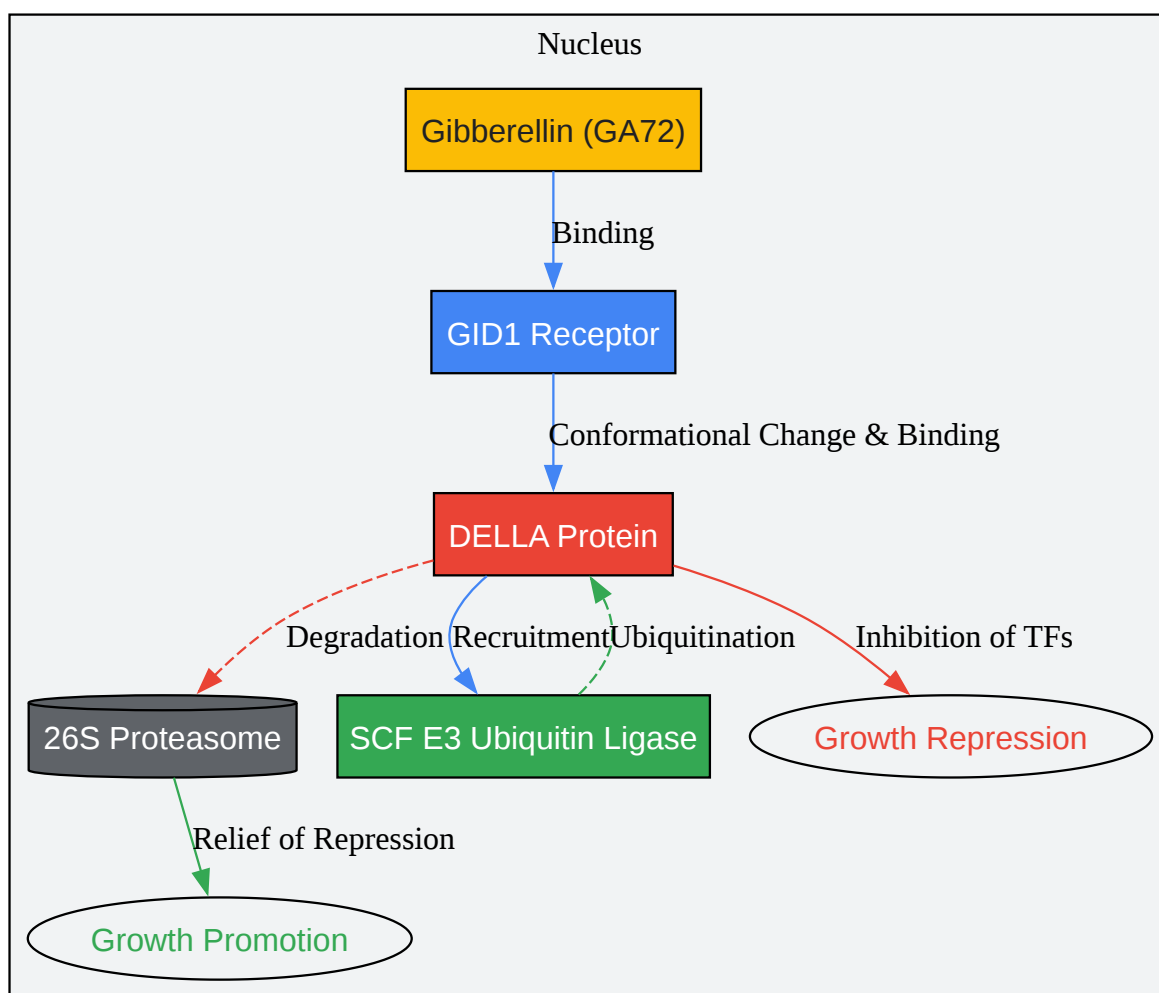 Nucleus
Gibberellin (GA72)
Binding
GID1 Receptor
Conformational Change & Binding
DELLA Protein
Degradation
Recruitment
Ubiquitination
Inhibition of TFs
26S Proteasome
SCF E3 Ubiquitin Ligase
Growth Repression
Relief of Repression
Growth Promotion